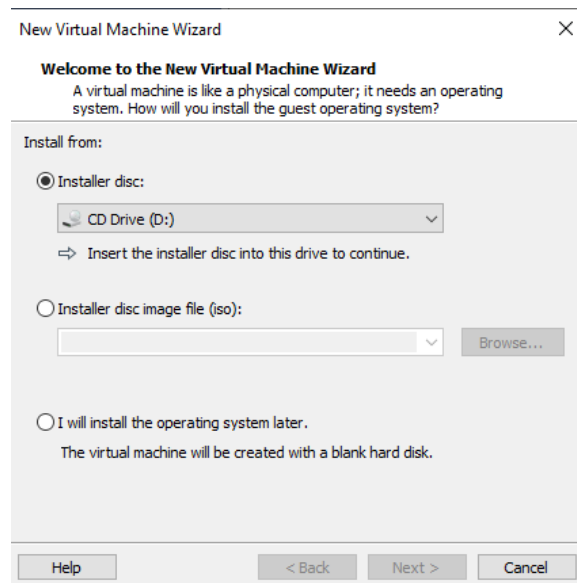 New Virtual Machine Wizard
Welcome to the New Virtual Machine Wizard
A virtual machine is like a physical computer; it needs an operating
system. How will you install the guest operating system?
Install from:
Installer disc:
CD Drive (D:)
Insert the installer disc into this drive to continue.
Installer disc image file (iso):
Browse...
I will install the operating system later.
The virtual machine will be created with a blank hard disk.
Help
< Back
Next >
Cancel